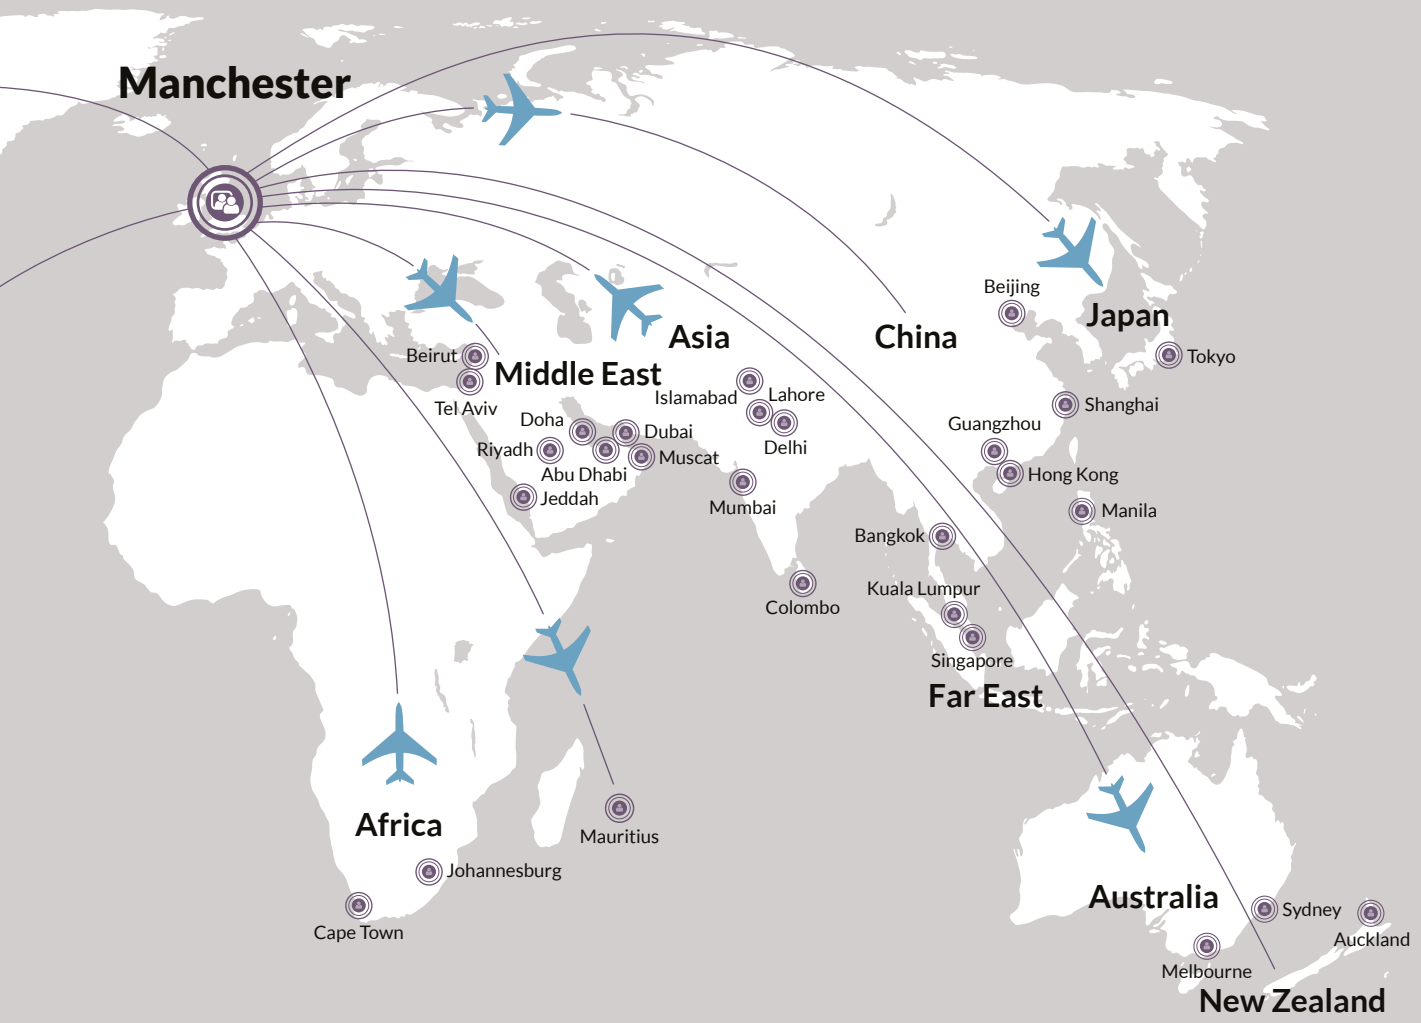 Manchester
Beijing
Japan
China
Asia
Tokyo
Beirut
Middle East
Islamabad
Lahore
Tel Aviv
Shanghai
Doha
Dubai
Guangzhou
Riyadh
Delhi
Muscat
Abu Dhabi
Hong Kong
Jeddah
Mumbai
Manila
Bangkok
Kuala Lumpur
Colombo
Singapore
Far East
Africa
Mauritius
Johannesburg
Australia
Sydney
Cape Town
Auckland
Melbourne
New Zealand